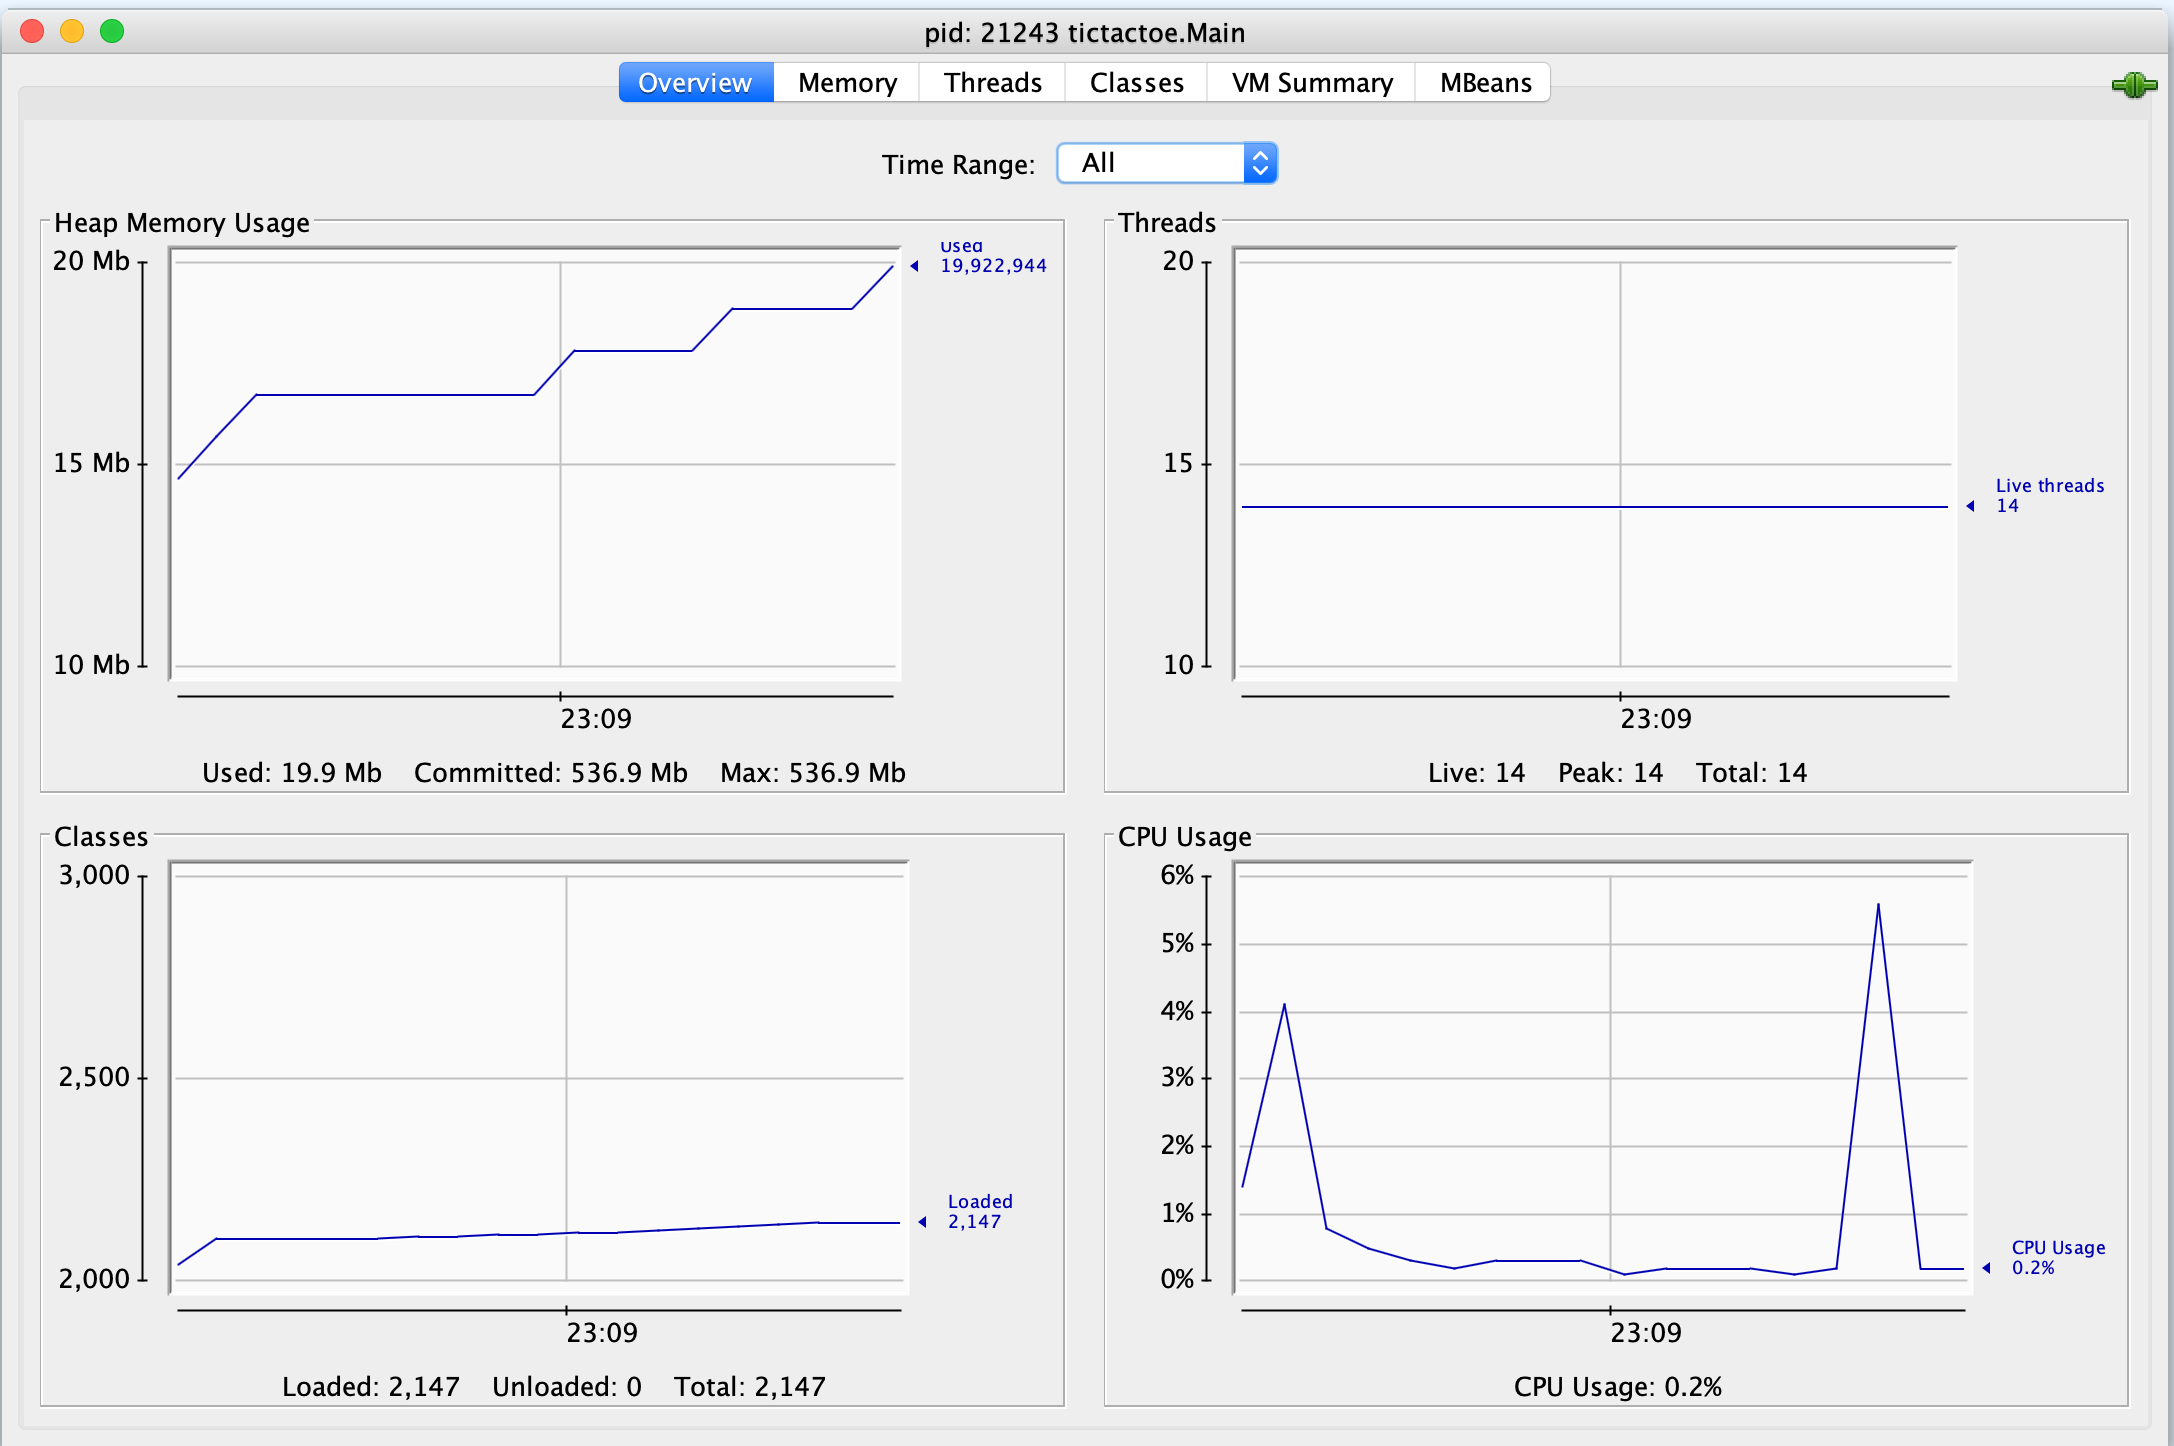 pid: 21243 tictactoe.Main
Overview Memory Threads Classes VM Summary MBeans
Time Range: All
Heap Memory Usage
20 Mb
15 Mb
10 Mb
Used
19,922,944
23:09
Used: 19.9 Mb Committed: 536.9 Mb Max: 536.9 Mb
Threads
20
15
10
Live threads
14
23:09
Live: 14 Peak: 14 Total: 14
Classes
3,000
2,500
2,000
Loaded
2,147
23:09
Loaded: 2,147 Unloaded: 0 Total: 2,147
CPU Usage
6%
5%
4%
3%
2%
1%
0%
CPU Usage
0.2%
23:09
CPU Usage: 0.2%